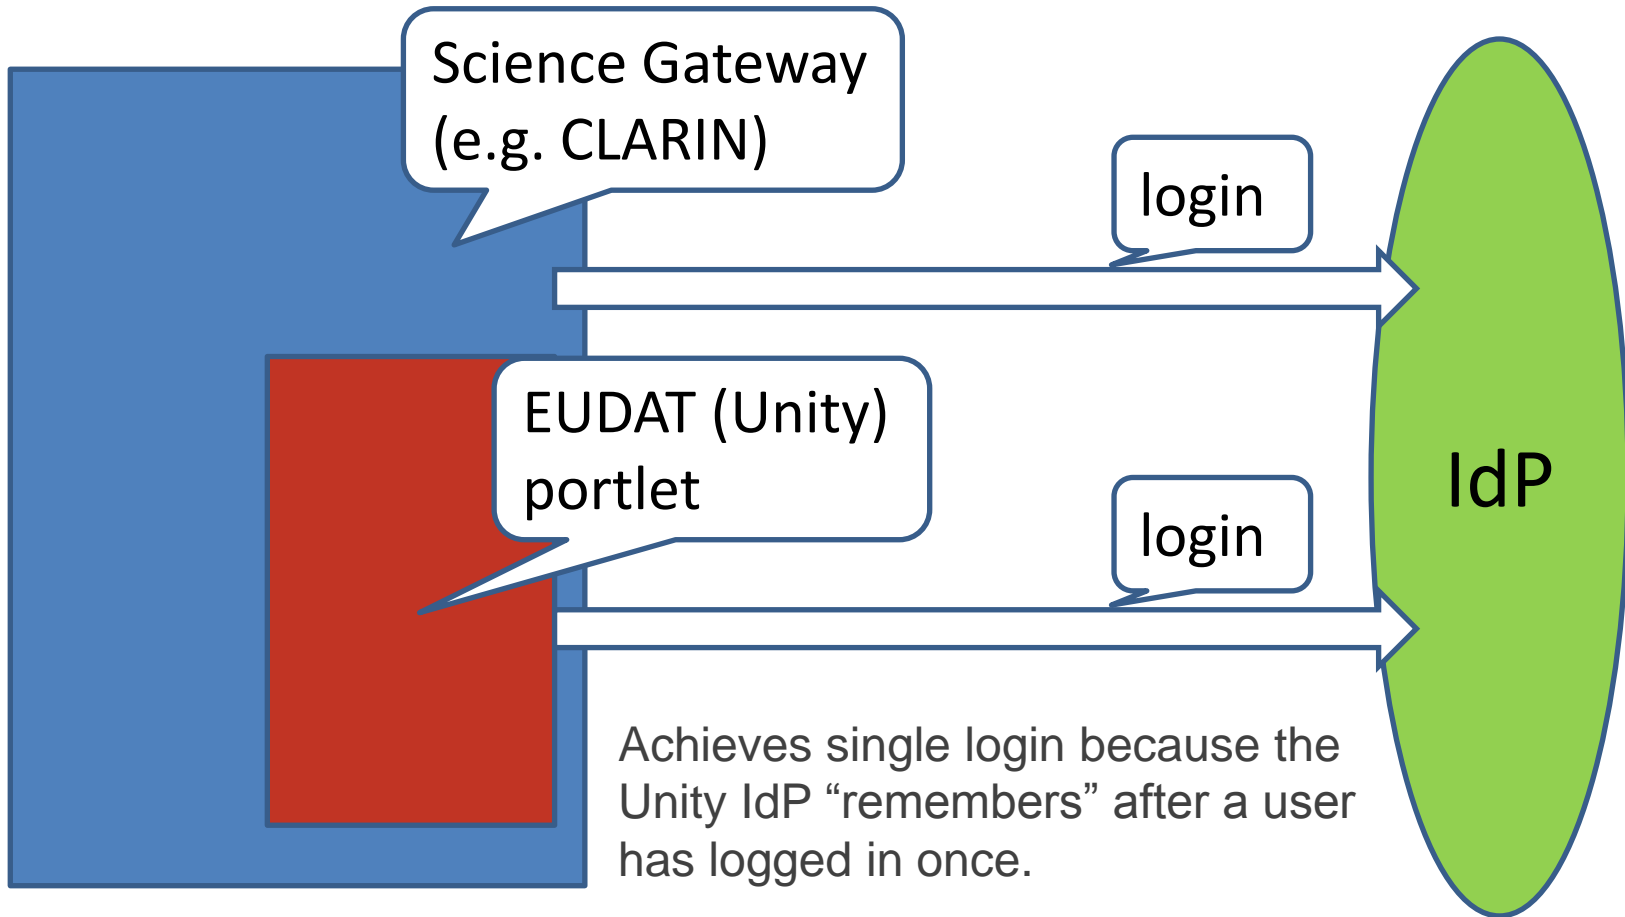 Science Gateway
(e.g. CLARIN)
login
EUDAT (Unity)
portlet
IdP
login
Achieves single login because the
Unity IdP “remembers” after a user
has logged in once.